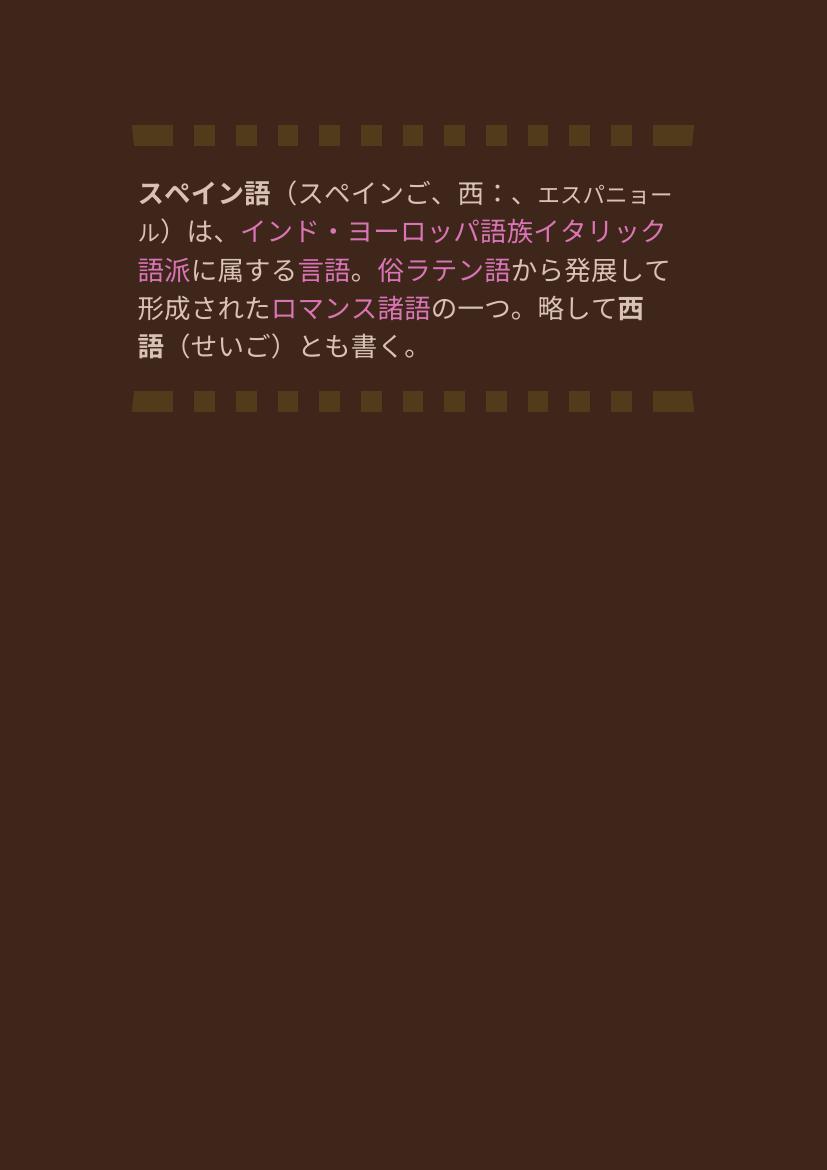 スペイン語（スペインご、西：、エスパニョー
ル）は、インド・ヨーロッパ語族イタリック
語派に属する言語。俗ラテン語から発展して
形成されたロマンス諸語の一つ。略して西
語（せいご）とも書く。